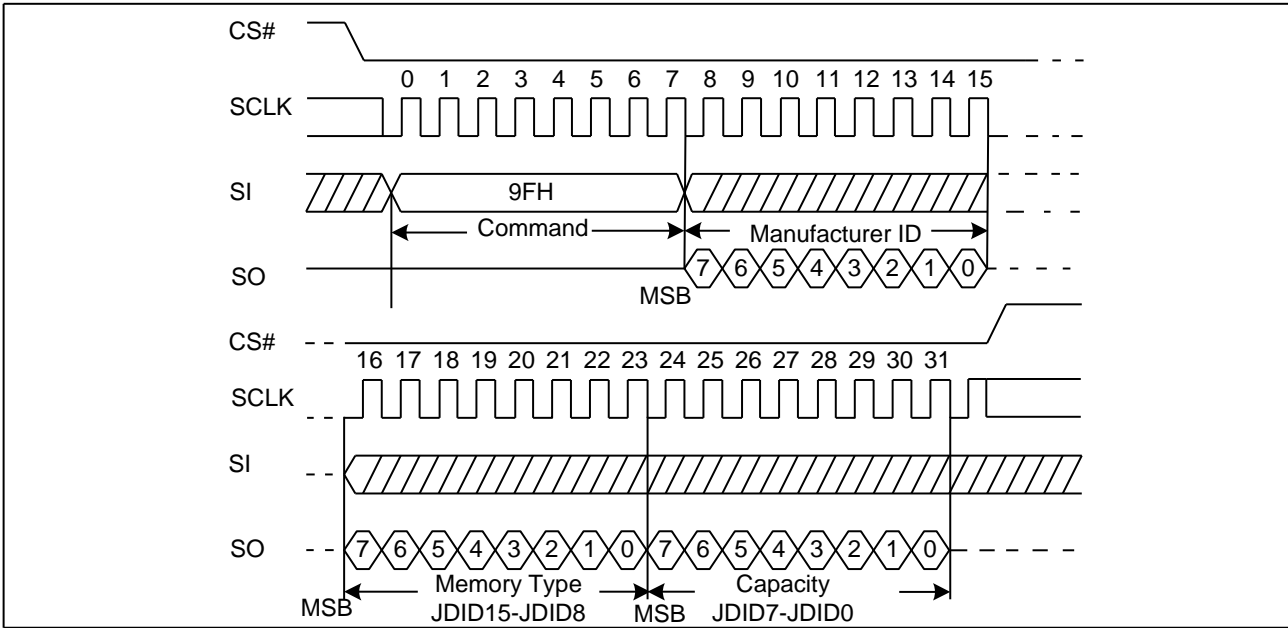 CS#
0 1 2 3 4 5 6 7 8 9 10 11 12 13 14 15
SCLK
SI
9FH
Command
Manufacturer ID
SO
7 6 5 4 3 2 1 0
MSB
CS#
16 17 18 19 20 21 22 23 24 25 26 27 28 29 30 31
SCLK
SI
SO
7 6 5 4 3 2 1 0 7 6 5 4 3 2 1 0
Memory Type
Capacity
MSB
JDID15-JDID8
MSB
JDID7-JDID0